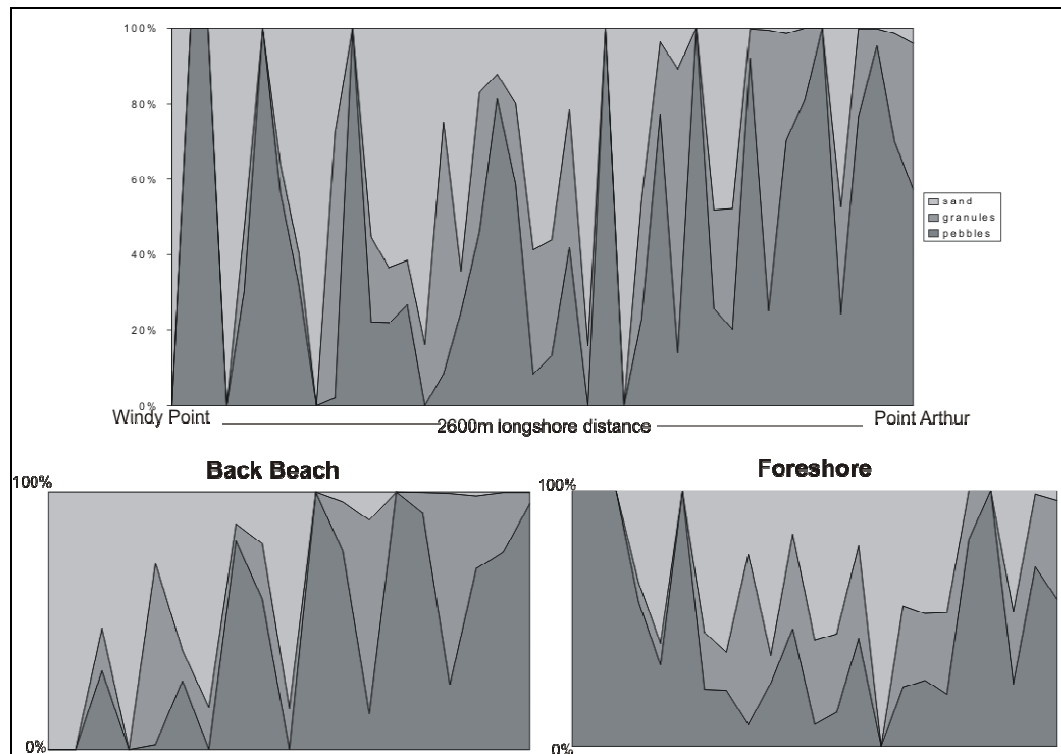 100%
80%
60%
40%
20%
0%
sand
granules
pebbles
Windy Point
2600m longshore distance
Point Arthur
Back Beach
100%
0%
Foreshore
100%
0%